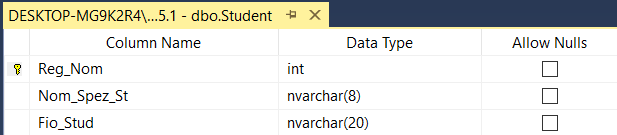 DESKTOP-MG9K2R4\...5.1 - dbo.Student
Column Name Data Type Allow Nulls
Reg_Nom int
Nom_Spez_St nvarchar(8)
Fio_Stud nvarchar(20)